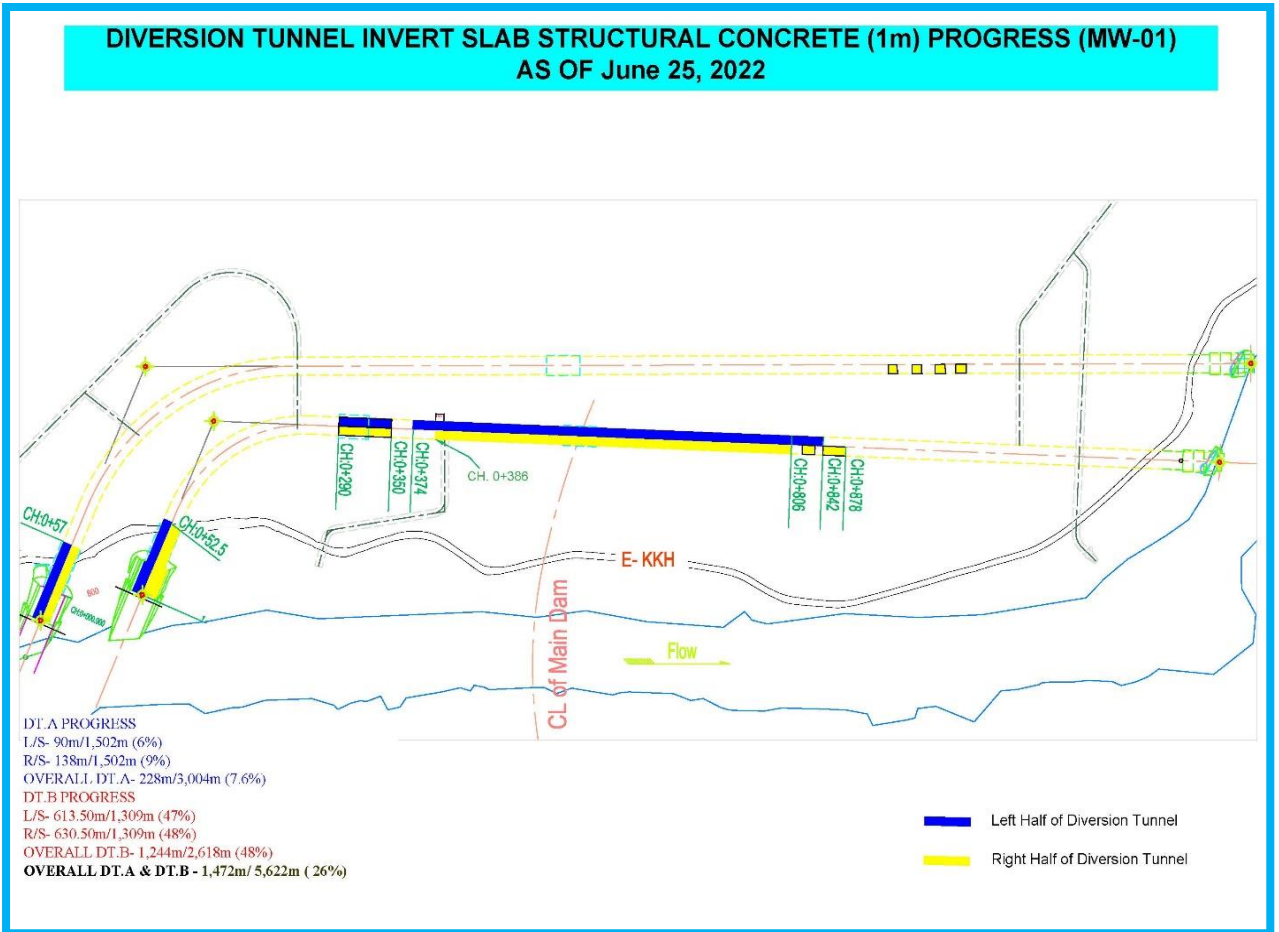 DIVERSION TUNNEL INVERT SLAB STRUCTURAL CONCRETE (1m) PROGRESS (MW-01)
AS OF June 25, 2022
CH:0+290
CH:0+350
CH:0+374
CH. 0+386
CH:0+806
CH:0+842
CH:0+878
CH:0+57
CH:0+52.5
800
CH:0+000.000
E- KKH
CL of Main Dam
Flow
DT.A PROGRESS
L/S- 90m/1,502m (6%)
R/S- 138m/1,502m (9%)
OVERALL DT.A- 228m/3,004m (7.6%)
DT.B PROGRESS
L/S- 613.50m/1,309m (47%)
R/S- 630.50m/1,309m (48%)
OVERALL DT.B- 1,244m/2,618m (48%)
OVERALL DT.A & DT.B - 1,472m/ 5,622m ( 26%)
Left Half of Diversion Tunnel
Right Half of Diversion Tunnel